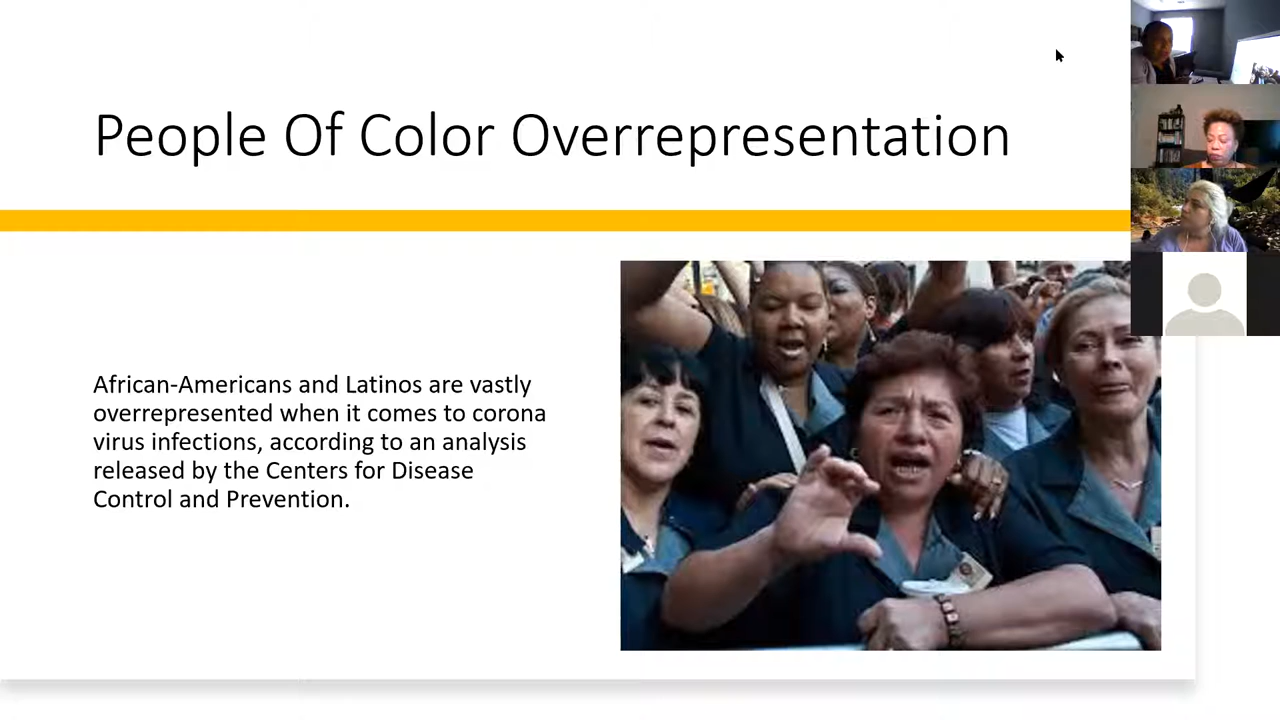 People Of Color Overrepresentation
African-Americans and Latinos are vastly
overrepresented when it comes to corona
virus infections, according to an analysis
released by the Centers for Disease
Control and Prevention.